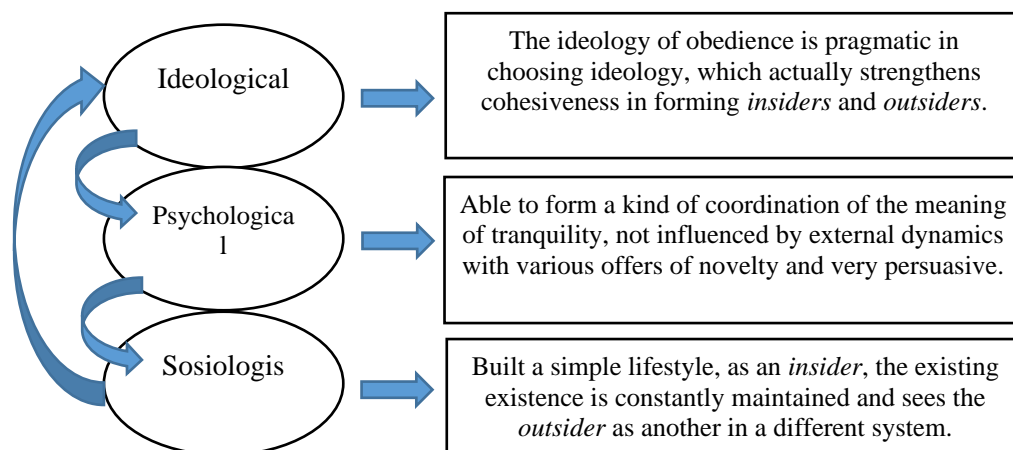 Ideological
The ideology of obedience is pragmatic in
choosing ideology, which actually strengthens
cohesiveness in forming insiders and outsiders.
Psychologica
l
Able to form a kind of coordination of the meaning
of tranquility, not influenced by external dynamics
with various offers of novelty and very persuasive.
Sosiologis
Built a simple lifestyle, as an insider, the existing
existence is constantly maintained and sees the
outsider as another in a different system.